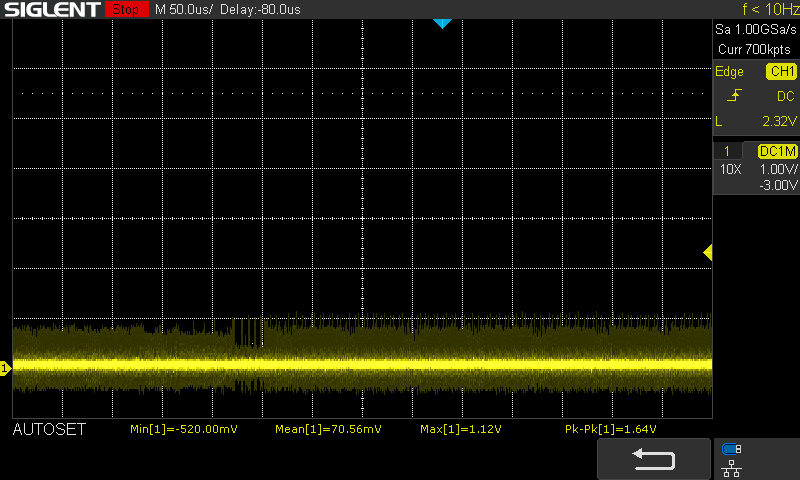 SIGLENT Stop M 50.0us/ Delay:-80.0us f < 10Hz
Sa 1.00GSa/s
Curr 700kpts
Edge CH1
DC
L 2.32V
1 DC1M
10X 1.00V/
-3.00V
1
AUTOSET Min[1]=-520.00mV Mean[1]=70.56mV Max[1]=1.12V Pk-Pk[1]=1.64V